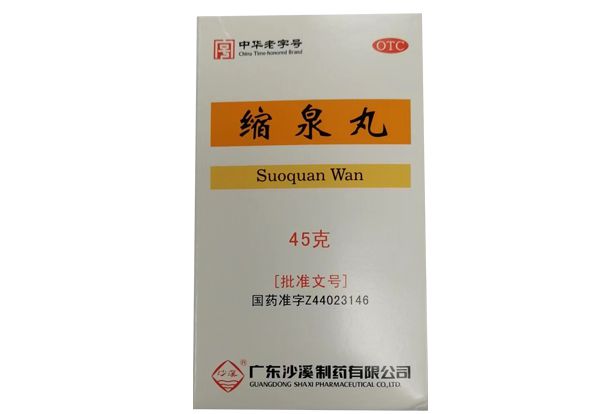 中华老字号
China Time-honored Brand
OTC
缩泉丸
Suoquan Wan
45克
[批准文号]
国药准字Z44023146
沙溪
®
广东沙溪制药有限公司
GUANGDONG SHAXI PHARMACEUTICAL CO.,LTD.